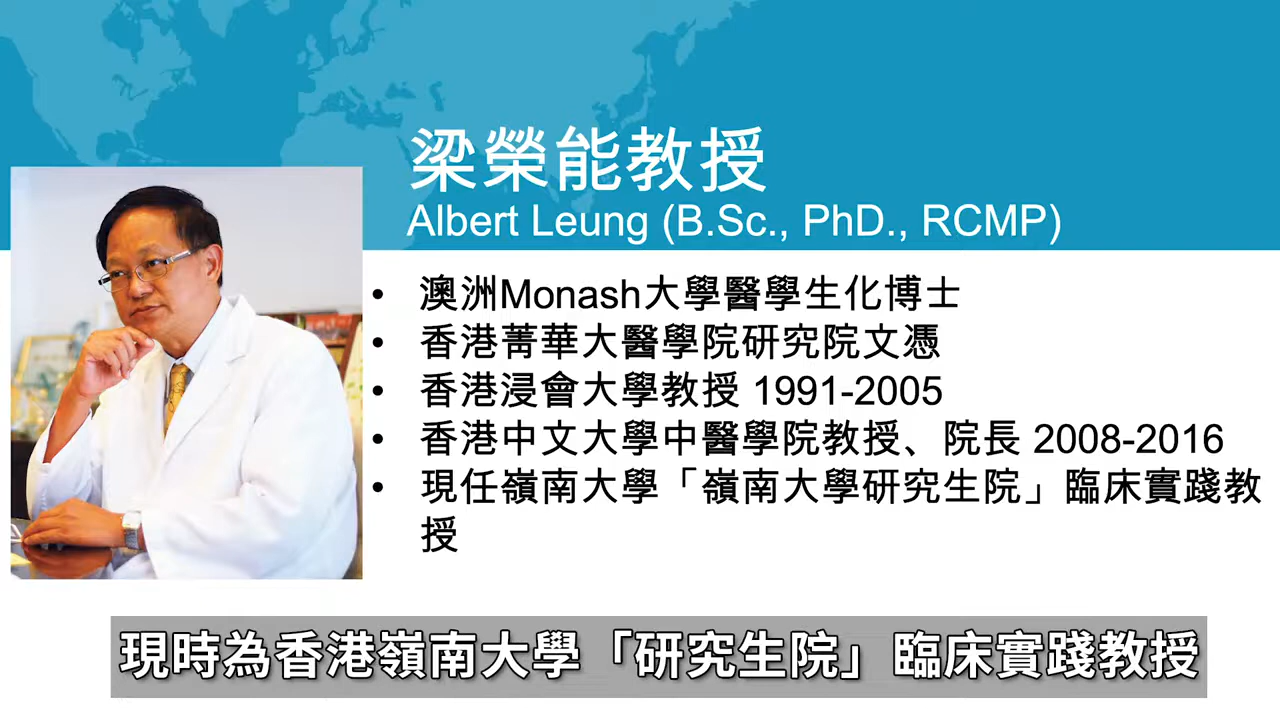 梁榮能教授
Albert Leung (B.Sc., PhD., RCMP)
• 澳洲Monash大學醫學生化博士
• 香港菁華大醫學院研究院文憑
• 香港浸會大學教授 1991-2005
• 香港中文大學中醫學院教授、院長 2008-2016
• 現任嶺南大學「嶺南大學研究生院」臨床實踐教
授
現時為香港嶺南大學「研究生院」臨床實踐教授